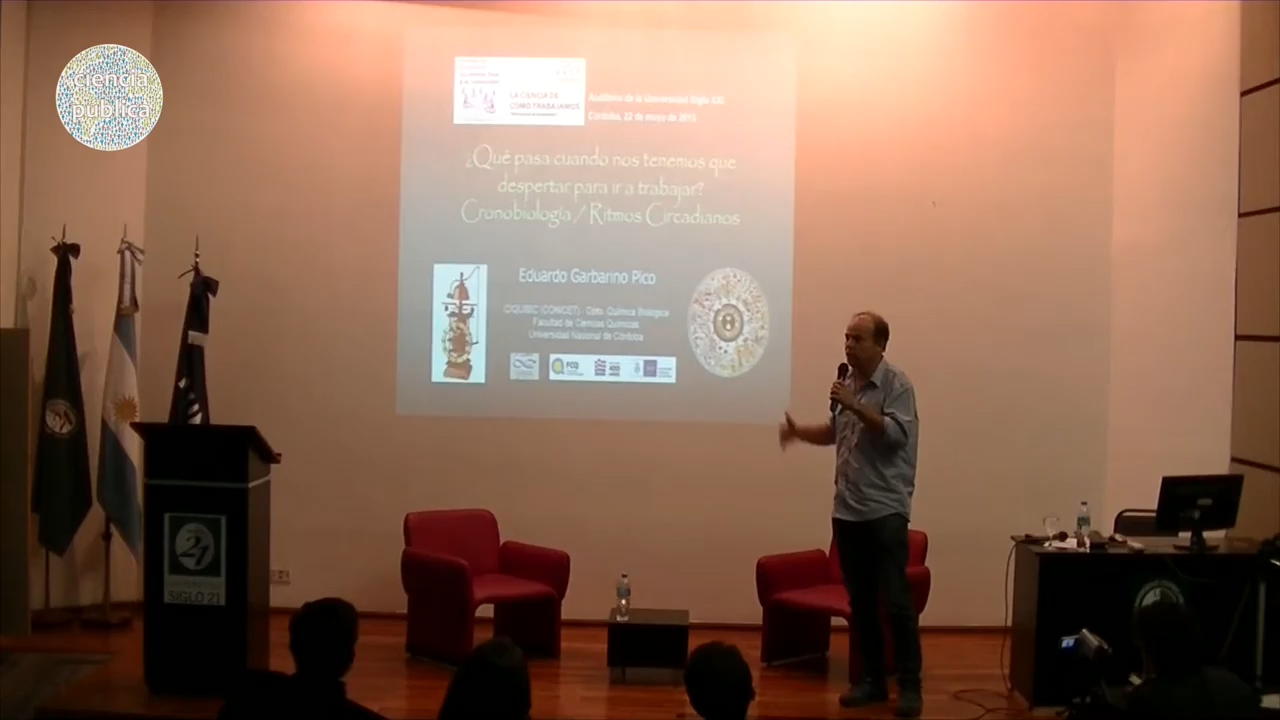 ciencia
pública
LA CIENCIA DE
COMO TRABAJAMOS
Auditorio de la Universidad Siglo XXI
Córdoba, 22 de mayo de
¿Qué pasa cuando nos tenemos que
despertar para ir a trabajar?
Cronobiología / Ritmos Circadianos
Eduardo Garbarino Pico
CIQUIBIC (CONICET) - Dpto. Química Biológica
Facultad de Ciencias Químicas
Universidad Nacional de Córdoba
FCQ
21
SIGLO 21